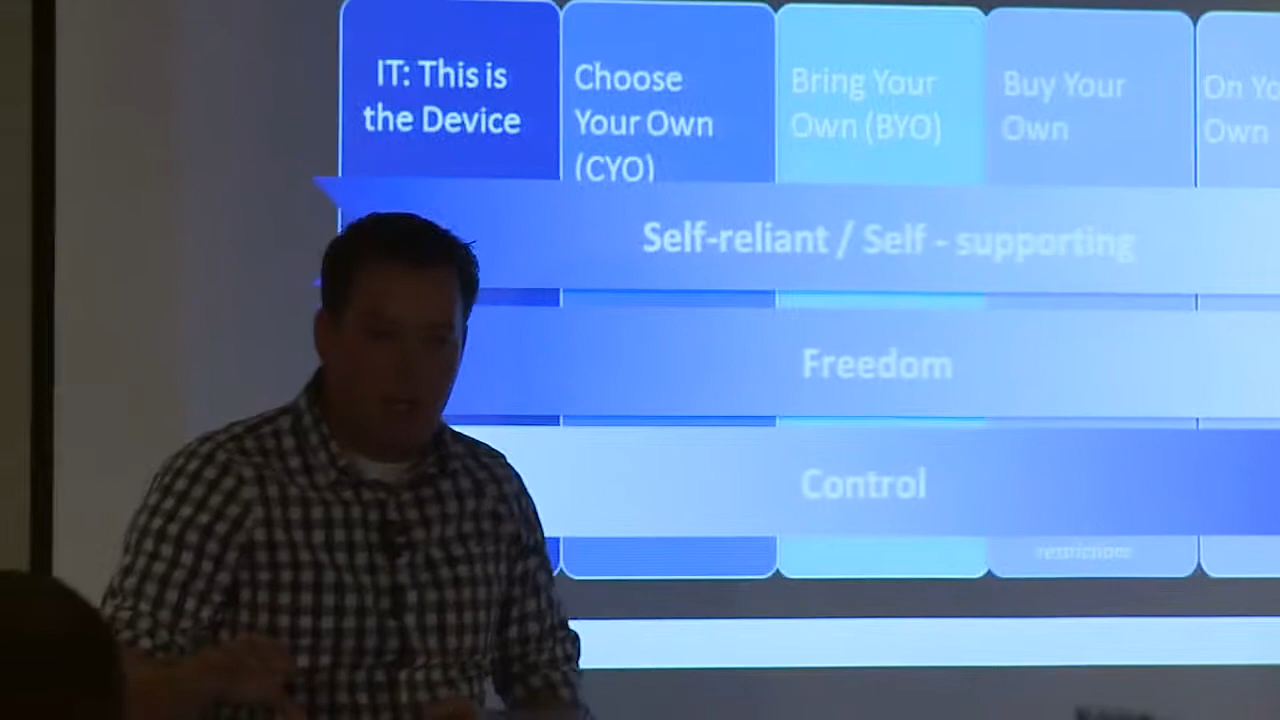 IT: This is
the Device
Choose
Your Own
(CYO)
Bring Your
Own (BYO)
Buy Your
Own
On Yo
Own
Self-reliant / Self - supporting
Freedom
Control
restrictions